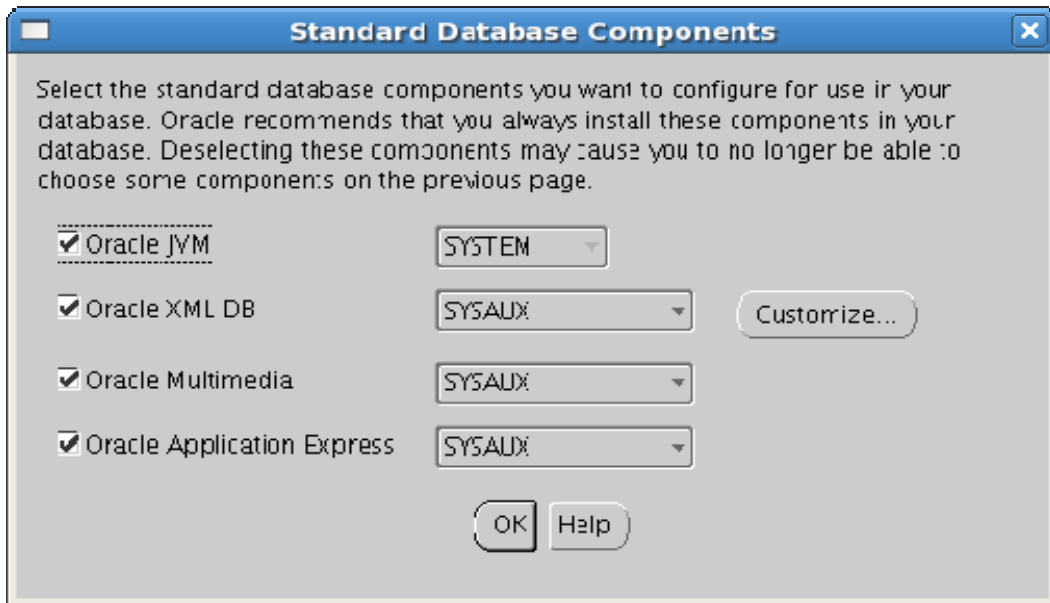 Standard Database Components
Select the standard database components you want to configure for use in your
database. Oracle recommends that you always install these components in your
database. Deselecting these components may cause you to no longer be able to
choose some components on the previous page.
Oracle JVM SYSTEM
Oracle XML DB SYSAUX Customize...
Oracle Multimedia SYSAUX
Oracle Application Express SYSAUX
OK Help